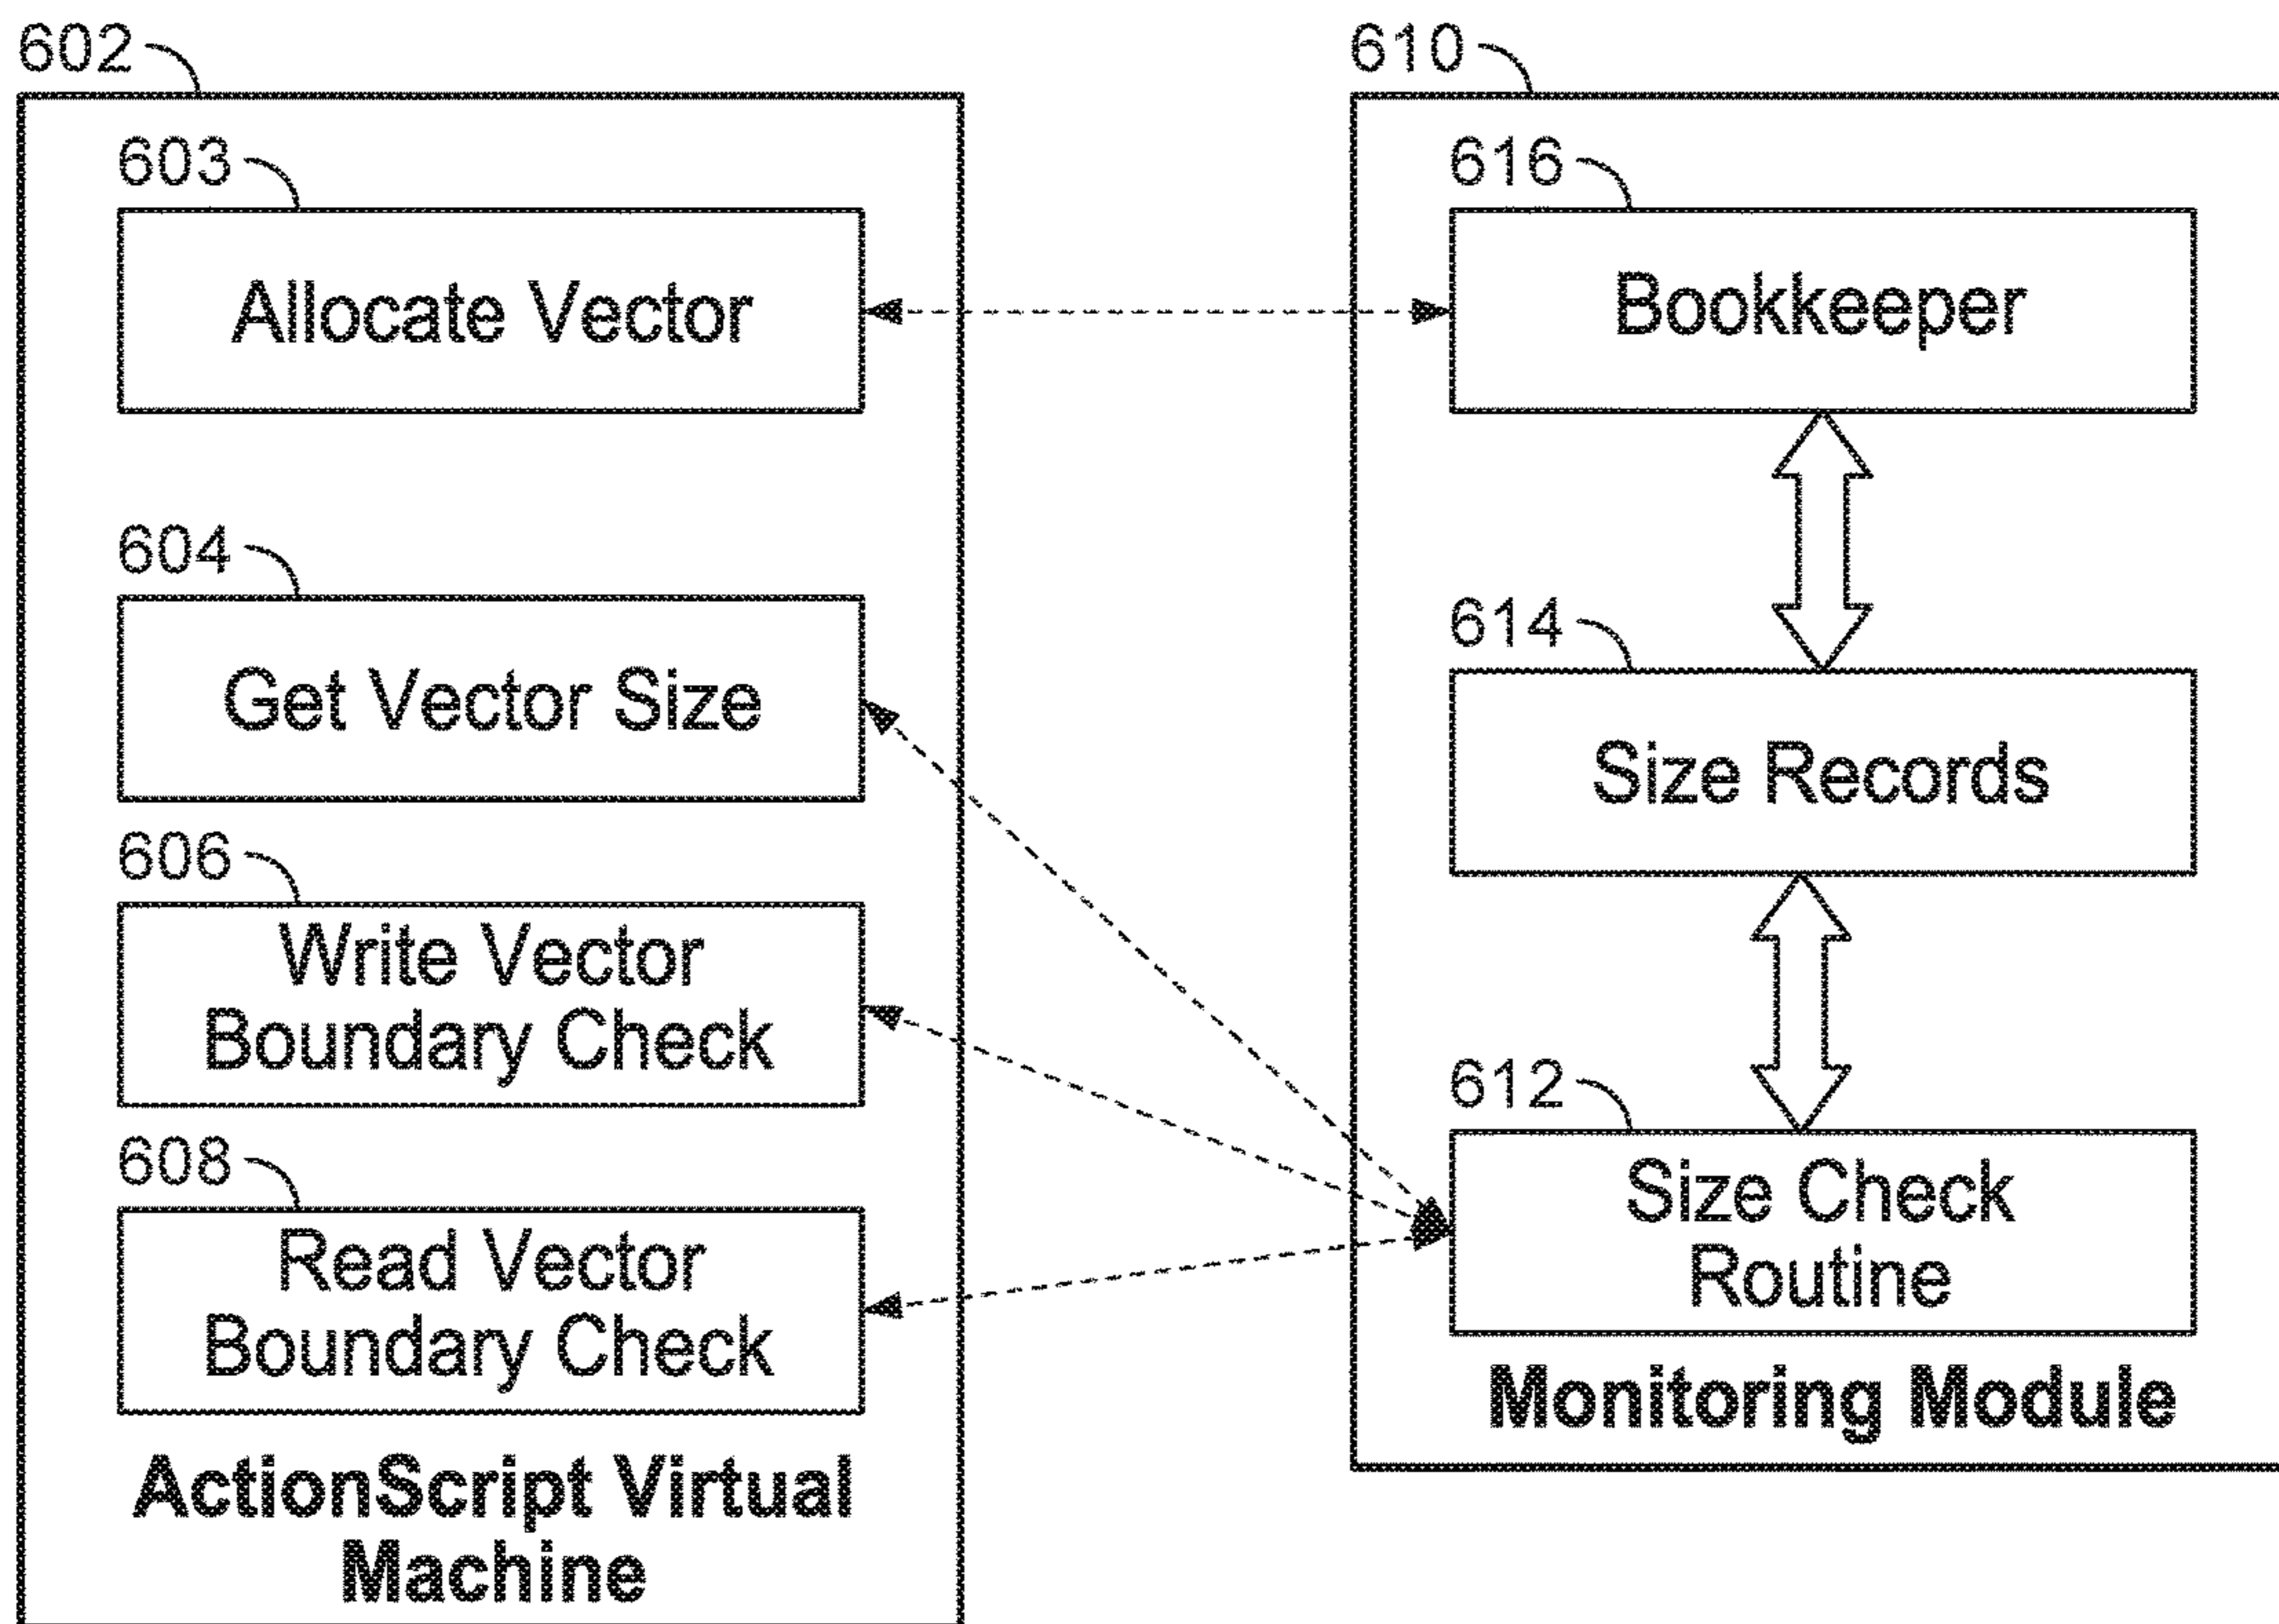 602
603
Allocate Vector
604
Get Vector Size
606
Write Vector
Boundary Check
608
Read Vector
Boundary Check
ActionScript Virtual
Machine
610
616
Bookkeeper
614
Size Records
612
Size Check
Routine
Monitoring Module